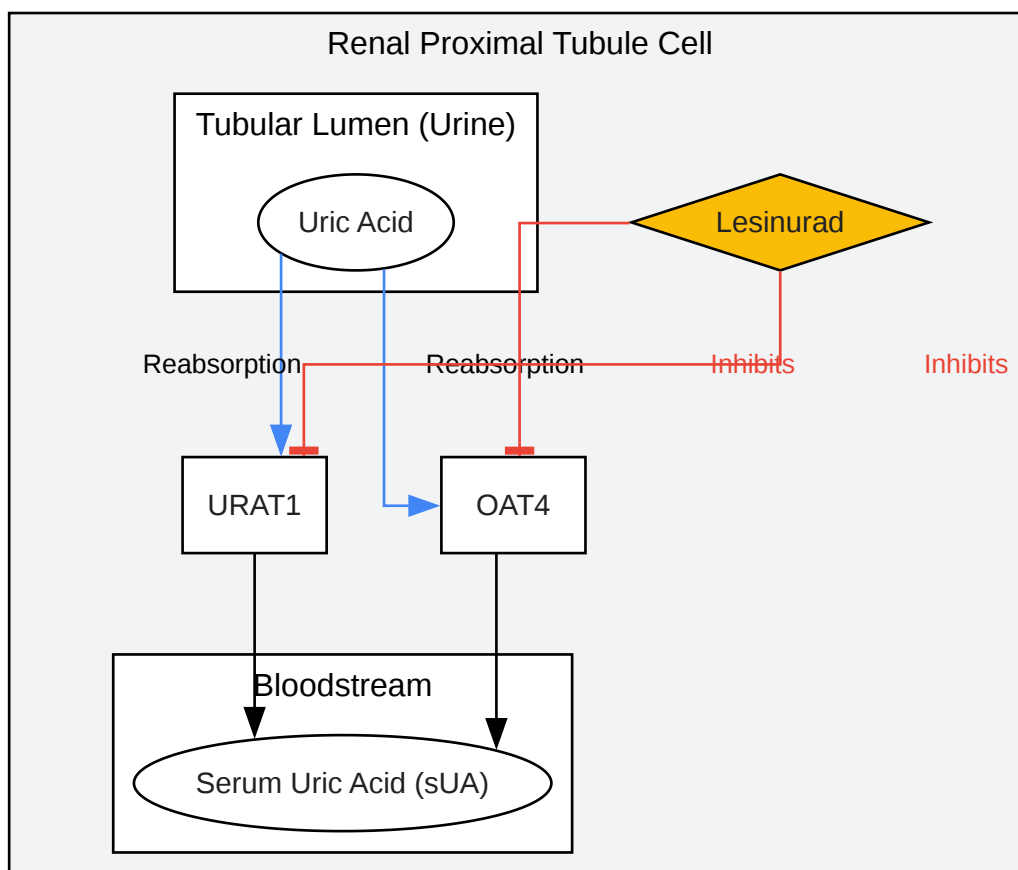 Renal Proximal Tubule Cell
Tubular Lumen (Urine)
Uric Acid
Lesinurad
Reabsorption
Reabsorption
Inhibits
Inhibits
URAT1
OAT4
Bloodstream
Serum Uric Acid (sUA)